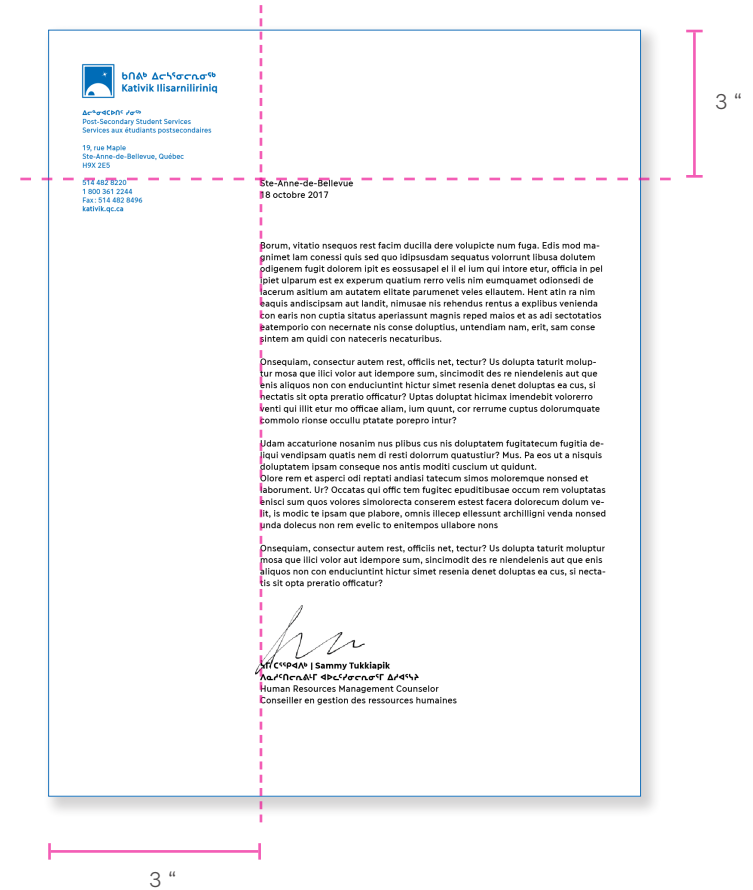 ᑲᑎᕕᒃ ᐃᓕᓴᕐᓂᓕᕆᓂᖅ
Kativik Ilisarniliriniq
Post-Secondary Student Services
Services aux étudiants postsecondaires
19, rue Maple
Ste-Anne-de-Bellevue, Québec
H9X 2E5
514 482 8220
1 800 361 2244
Fax : 514 482 8496
kativik.qc.ca
3 “
Ste-Anne-de-Bellevue
18 octobre 2017
Borum, vitatio nsequos rest facim ducilla dere volupicte num fuga. Edis mod ma-
gnimet lam conessi quis sed quo idipsusdam sequatus volorrunt libusa dolutem
odigenem fugit dolorem ipit es eossusapel el il el ium qui intore etur, officia in pel
ipiet ulparum est ex experum quatium rerro velis nim eumquamet odionsedi de
lacerum asitium am autatem elitate parumenet veles ellautem. Hent atin ra nim
eaquis andiscipsam aut landit, nimusae nis rehendus rentus a explibus venienda
con earis non cuptia sitatus aperiassunt magnis reped maios et as adi sectotatios
eatemporio con necernate nis conse doluptius, untendiam nam, erit, sam conse
sintem am quidi con nateceris necaturibus.
Onsequiam, consectur autem rest, officiis net, tectur? Us dolupta taturit molup-
tur mosa que ilici volor aut idempore sum, sincimodit des re niendelenis aut que
enis aliquos non con enduciuntint hictur simet resenia denet doluptas ea cus, si
nectatis sit opta preratio officatur? Uptas doluptat hicimax imendebit volorerro
venti qui illit etur mo officae aliam, ium quunt, cor rerrume cuptus dolorumquate
commolo rionse occullu ptatate porepro intur?
Udam accaturione nosanim nus plibus cus nis doluptatem fugitatecum fugitia de-
liqui vendipsam quatis nem di resti dolorrum quatustiur? Mus. Pa eos ut a nisquis
doluptatem ipsam conseque nos antis moditi cuscium ut quidunt.
Olore rem et asperci odi reptati andiasi tatecum simos moloremque nonsed et
laborument. Ur? Occatas qui offic tem fugitec epuditibusae occum rem voluptatas
enisci sum quos volores simolorecta conserem estest facera dolorecum dolum ve-
lit, is modic te ipsam que plabore, omnis illecep ellessunt archilligni venda nonsed
unda dolecus non rem evelic to enitempos ullabore nons
Onsequiam, consectur autem rest, officiis net, tectur? Us dolupta taturit moluptur
mosa que ilici volor aut idempore sum, sincimodit des re niendelenis aut que enis
aliquos non con enduciuntint hictur simet resenia denet doluptas ea cus, si necta-
tis sit opta preratio officatur?
| Sammy Tukkiapik
Human Resources Management Counselor
Conseiller en gestion des ressources humaines
3 “